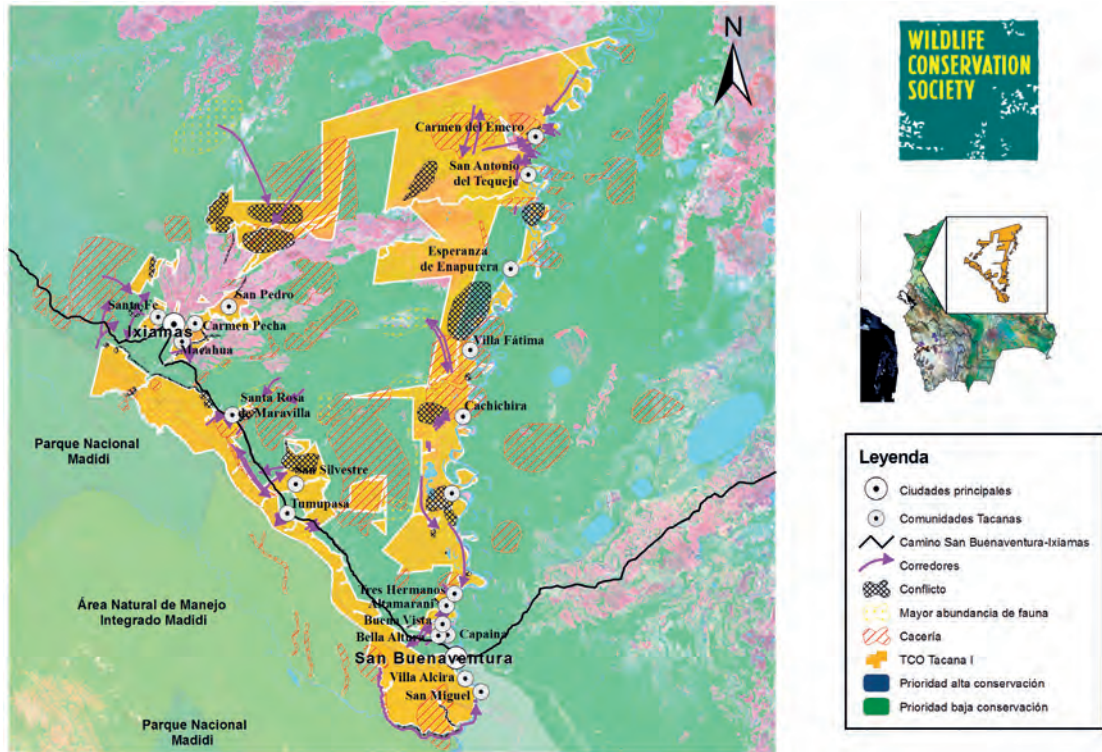 N
Carmen del Emero
San Antonio
del Tequeje
Esperanza
de Enapurera
San Pedro
Santa Fe
Carmen Pecha
Ixiamas
Macahua
Villa Fátima
Santa Rosa
de Maravilla
Cachichira
Parque Nacional
Madidi
San Silvestre
Tumupasa
Tres Hermanos
Altamarani
Área Natural de Manejo
Integrado Madidi
Buena Vista
Bella Altura
Capaina
San Buenaventura
Villa Alcira
San Miguel
Parque Nacional
Madidi
WILDLIFE
CONSERVATION
SOCIETY
Leyenda
Ciudades principales
Comunidades Tacanas
Camino San Buenaventura-Ixiamas
Corredores
Conflicto
Mayor abundancia de fauna
Cacería
TCO Tacana I
Prioridad alta conservación
Prioridad baja conservación